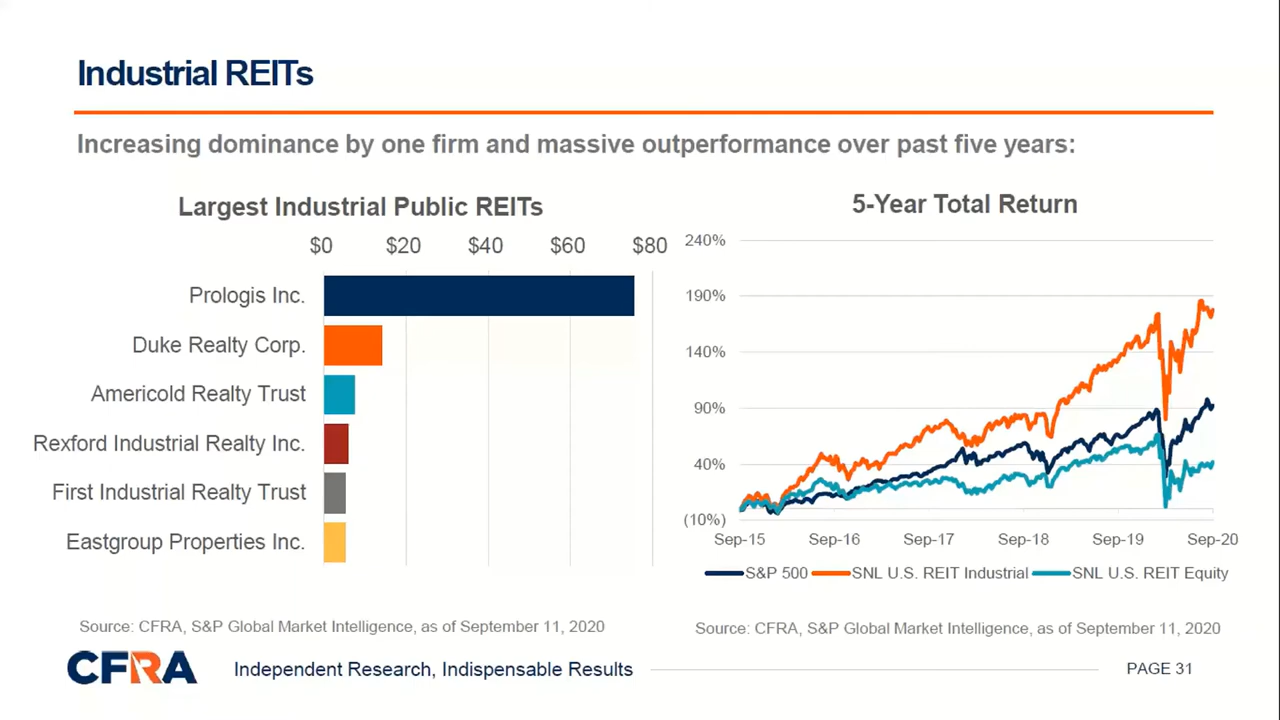 Industrial REITs
Increasing dominance by one firm and massive outperformance over past five years:
Largest Industrial Public REITs
$0 $20 $40 $60 $80
Prologis Inc.
Duke Realty Corp.
Americold Realty Trust
Rexford Industrial Realty Inc.
First Industrial Realty Trust
Eastgroup Properties Inc.
Source: CFRA, S&P Global Market Intelligence, as of September 11, 2020
5-Year Total Return
240%
190%
140%
90%
40%
(10%)
Sep-15 Sep-16 Sep-17 Sep-18 Sep-19 Sep-20
S&P 500 SNL U.S. REIT Industrial SNL U.S. REIT Equity
Source: CFRA, S&P Global Market Intelligence, as of September 11, 2020
CFRA Independent Research, Indispensable Results PAGE 31